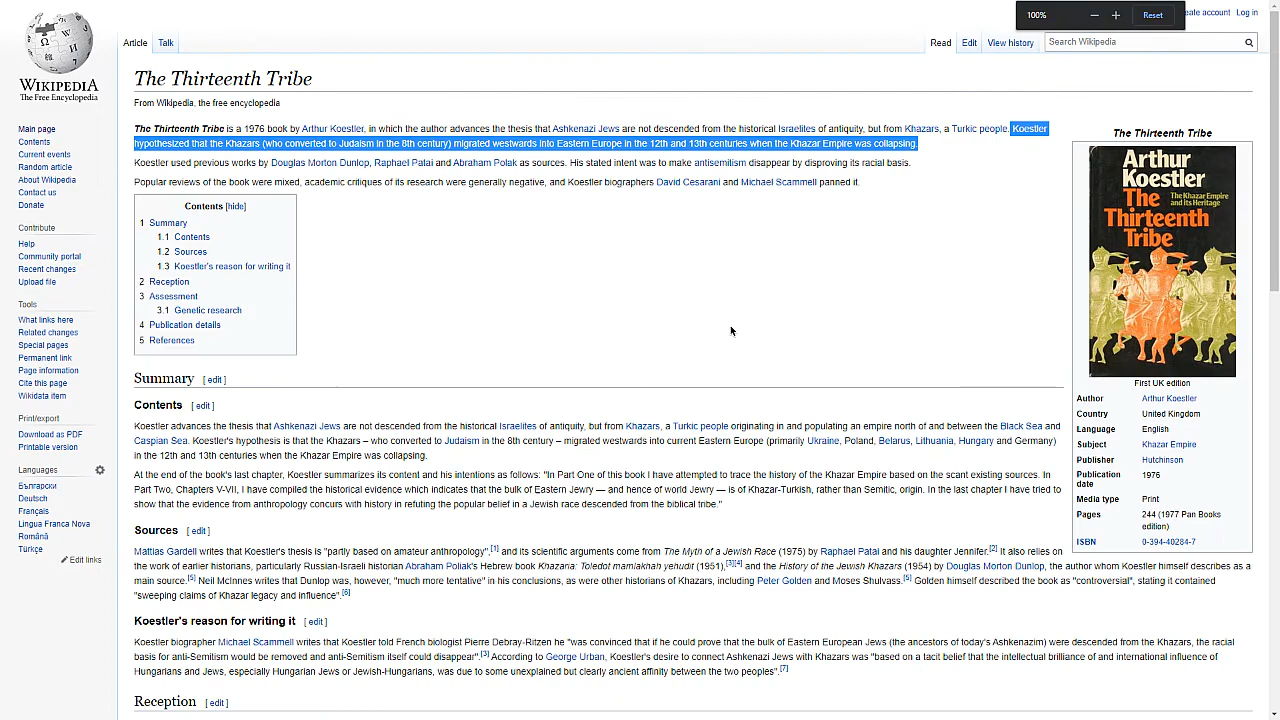 100%
Reset
eate account
Log in
WIKIPEDIA
The Free Encyclopedia
Article
Talk
Read
Edit
View history
Search Wikipedia
Main page
Contents
Current events
Random article
About Wikipedia
Contact us
Donate
Contribute
Help
Community portal
Recent changes
Upload file
Tools
What links here
Related changes
Special pages
Permanent link
Page information
Cite this page
Wikidata item
Print/export
Download as PDF
Printable version
Languages
Български
Deutsch
Français
Lingua Franca Nova
Română
Türkçe
Edit links
The Thirteenth Tribe
From Wikipedia, the free encyclopedia
The Thirteenth Tribe is a 1976 book by Arthur Koestler, in which the author advances the thesis that Ashkenazi Jews are not descended from the historical Israelites of antiquity, but from Khazars, a Turkic people. Koestler
hypothesized that the Khazars (who converted to Judaism in the 8th century) migrated westwards into Eastern Europe in the 12th and 13th centuries when the Khazar Empire was collapsing.
Koestler used previous works by Douglas Morton Dunlop, Raphael Patai and Abraham Polak as sources. His stated intent was to make antisemitism disappear by disproving its racial basis.
Popular reviews of the book were mixed, academic critiques of its research were generally negative, and Koestler biographers David Cesarani and Michael Scammell panned it.
Contents [hide]
1 Summary
1.1 Contents
1.2 Sources
1.3 Koestler's reason for writing it
2 Reception
3 Assessment
3.1 Genetic research
4 Publication details
5 References
Summary [ edit ]
Contents [ edit ]
Koestler advances the thesis that Ashkenazi Jews are not descended from the historical Israelites of antiquity, but from Khazars, a Turkic people originating in and populating an empire north of and between the Black Sea and
Caspian Sea. Koestler's hypothesis is that the Khazars – who converted to Judaism in the 8th century – migrated westwards into current Eastern Europe (primarily Ukraine, Poland, Belarus, Lithuania, Hungary and Germany)
in the 12th and 13th centuries when the Khazar Empire was collapsing.
At the end of the book's last chapter, Koestler summarizes its content and his intentions as follows: "In Part One of this book I have attempted to trace the history of the Khazar Empire based on the scant existing sources. In
Part Two, Chapters V-VII, I have compiled the historical evidence which indicates that the bulk of Eastern Jewry — and hence of world Jewry — is of Khazar-Turkish, rather than Semitic, origin. In the last chapter I have tried to
show that the evidence from anthropology concurs with history in refuting the popular belief in a Jewish race descended from the biblical tribe."
Sources [ edit ]
Mattias Gardell writes that Koestler's thesis is "partly based on amateur anthropology",[1] and its scientific arguments come from The Myth of a Jewish Race (1975) by Raphael Patai and his daughter Jennifer.[2] It also relies on
the work of earlier historians, particularly Russian-Israeli historian Abraham Poliak's Hebrew book Khazaria: Toledot mamlakhah yehudit (1951),[3][4] and the History of the Jewish Khazars (1954) by Douglas Morton Dunlop, the author whom Koestler himself describes as a
main source.[5] Neil McInnes writes that Dunlop was, however, "much more tentative" in his conclusions, as were other historians of Khazars, including Peter Golden and Moses Shulvass.[5] Golden himself described the book as "controversial", stating it contained
"sweeping claims of Khazar legacy and influence".[6]
Koestler's reason for writing it [ edit ]
Koestler biographer Michael Scammell writes that Koestler told French biologist Pierre Debray-Ritzen he "was convinced that if he could prove that the bulk of Eastern European Jews (the ancestors of today's Ashkenazim) were descended from the Khazars, the racial
basis for anti-Semitism would be removed and anti-Semitism itself could disappear".[3] According to George Urban, Koestler's desire to connect Ashkenazi Jews with Khazars was "based on a tacit belief that the intellectual brilliance of and international influence of
Hungarians and Jews, especially Hungarian Jews or Jewish-Hungarians, was due to some unexplained but clearly ancient affinity between the two peoples".[7]
Reception [ edit ]
The Thirteenth Tribe
Arthur
Koestler
The
The Khazar Empire
and its Heritage
Thirteenth
Tribe
First UK edition
Author Arthur Koestler
Country United Kingdom
Language English
Subject Khazar Empire
Publisher Hutchinson
Publication 1976
date
Media type Print
Pages 244 (1977 Pan Books
edition)
ISBN 0-394-40284-7